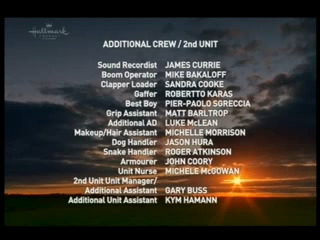 Hallmark
ADDITIONAL CREW / 2nd UNIT
Sound Recordist JAMES CURRIE
Boom Operator MIKE BAKALOFF
Clapper Loader SANDRA COOKE
Gaffer ROBERTTO KARAS
Best Boy PIER-PAOLO SGRECCIA
Grip Assistant MATT BARLTROP
Additional AD LUKE McLEAN
Makeup/Hair Assistant MICHELLE MORRISON
Dog Handler JASON HURA
Snake Handler ROGER ATKINSON
Armourer JOHN COORY
Unit Nurse MICHELE McGOWAN
2nd Unit Unit Manager/
Additional Assistant GARY BUSS
Additional Unit Assistant KYM HAMANN